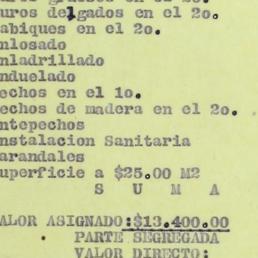 uros delgados en el 2o.
abiques en el 2o.
nlosado
nladrillado
nduelado
echos en el 1o.
echos de madera en el 2o.
ntepechos
nstalacion Sanitaria
arandales
uperficie a $25.00 M2
S U M A
ALOR ASIGNADO:$13.400.00
PARTE SEGREGADA
VALOR DIRECTO: